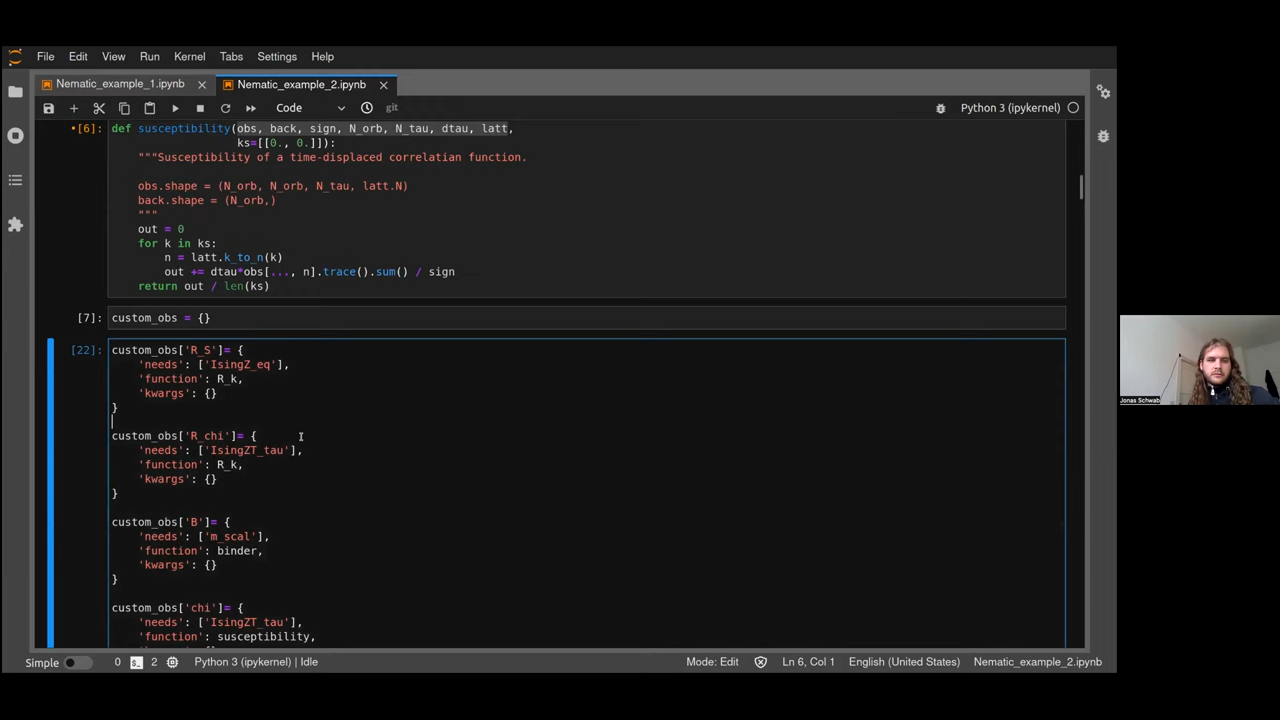 File Edit View Run Kernel Tabs Settings Help
Nematic_example_1.ipynb Nematic_example_2.ipynb
Code git Python 3 (ipykernel)
[6]: def susceptibility(obs, back, sign, N_orb, N_tau, dtau, latt,
ks=[[0., 0.]]):
"""Susceptibility of a time-displaced correlatian function.
obs.shape = (N_orb, N_orb, N_tau, latt.N)
back.shape = (N_orb,)
"""
out = 0
for k in ks:
n = latt.k_to_n(k)
out += dtau*obs[..., n].trace().sum() / sign
return out / len(ks)
[7]: custom_obs = {}
[22]: custom_obs['R_S']= {
'needs': ['IsingZ_eq'],
'function': R_k,
'kwargs': {}
}
custom_obs['R_chi']= {
'needs': ['IsingZT_tau'],
'function': R_k,
'kwargs': {}
}
custom_obs['B']= {
'needs': ['m_scal'],
'function': binder,
'kwargs': {}
}
custom_obs['chi']= {
'needs': ['IsingZT_tau'],
'function': susceptibility,
Simple 0 2 Python 3 (ipykernel) | Idle Mode: Edit Ln 6, Col 1 English (United States) Nematic_example_2.ipynb
Jonas Schwab